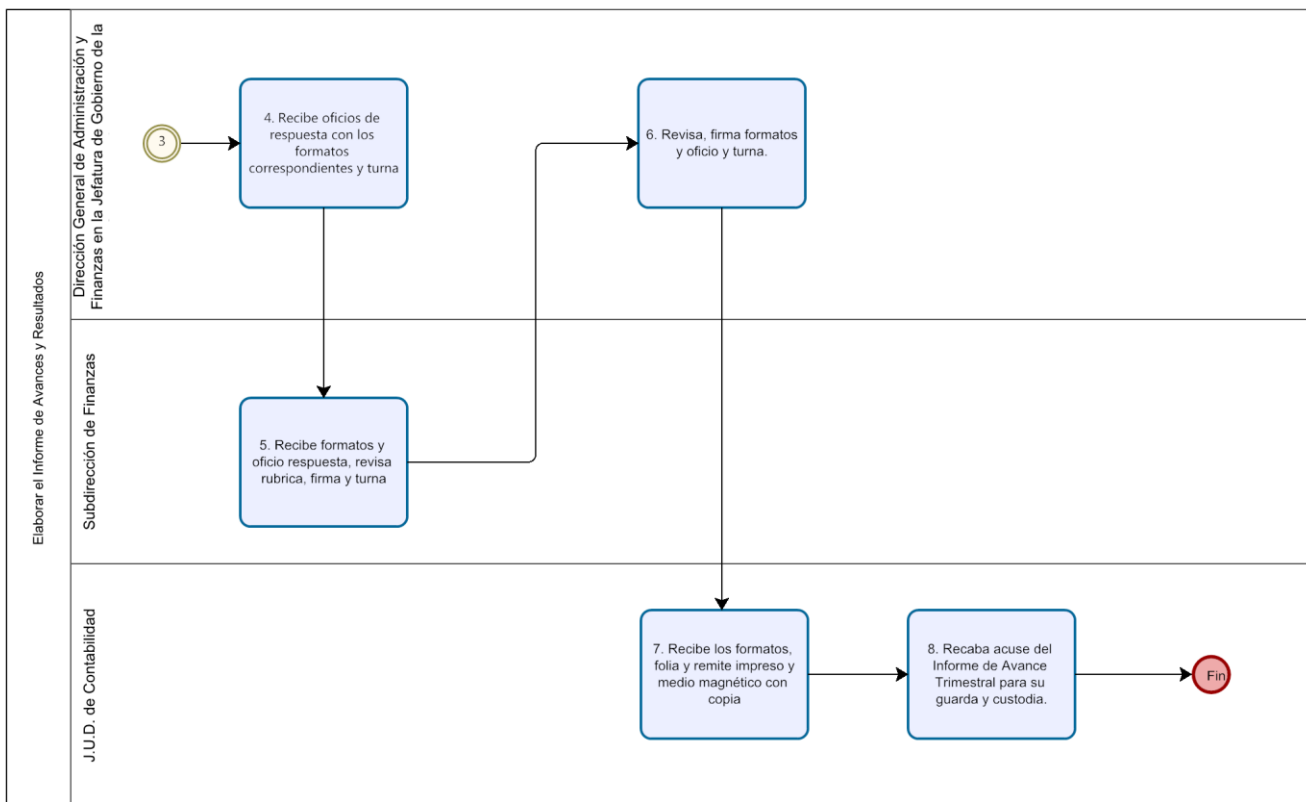 Elaborar el Informe de Avances y Resultados
Dirección General de Administración y
Finanzas en la Jefatura de Gobierno de la
3
4. Recibe oficios de
respuesta con los
formatos
correspondientes y turna
6. Revisa, firma formatos
y oficio y turna.
Subdirección de Finanzas
5. Recibe formatos y
oficio respuesta, revisa
rubrica, firma y turna
J.U.D. de Contabilidad
7. Recibe los formatos,
folia y remite impreso y
medio magnético con
copia
8. Recaba acuse del
Informe de Avance
Trimestral para su
guarda y custodia.
Fin